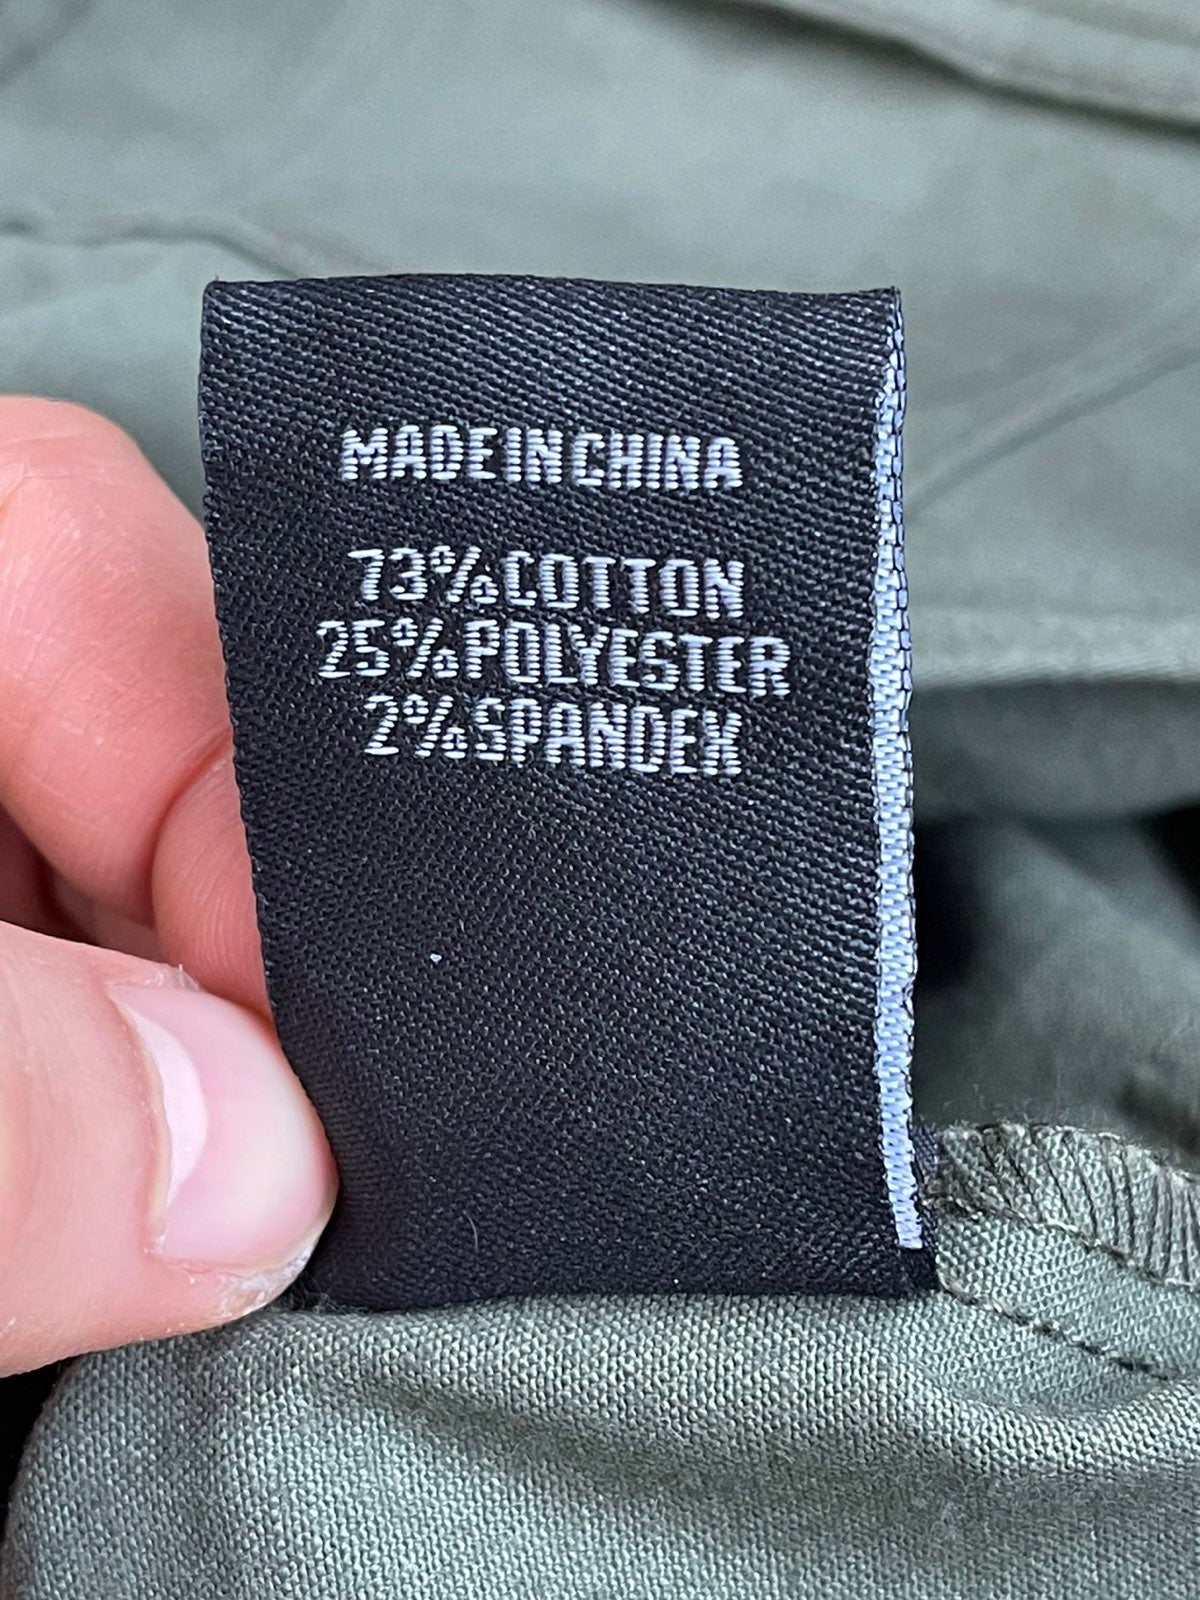 MADE IN CHINA
73% COTTON
25% POLYESTER
2% SPANDEX